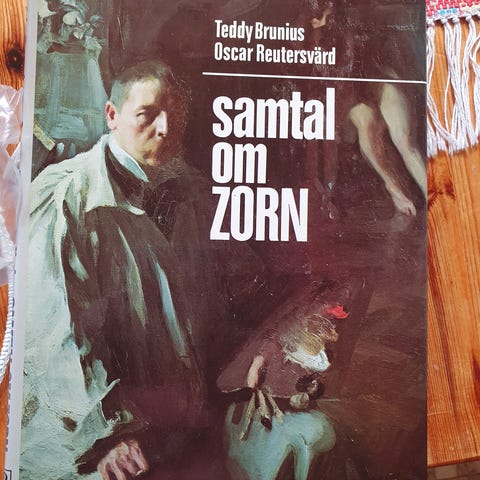 Teddy Brunius
Oscar Reutersvärd
samtal
om
ZORN